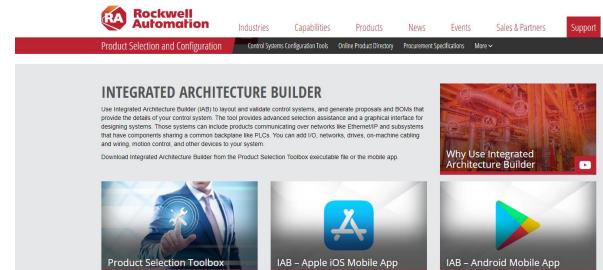 RA Rockwell Automation
Industries Capabilities Products News Events Sales & Partners Support
Product Selection and Configuration Control Systems Configuration Tools Online Product Directory Procurement Specifications More
INTEGRATED ARCHITECTURE BUILDER
Use Integrated Architecture Builder (IAB) to layout and validate control systems, and generate proposals and BOMs that
provide the details of your control system. The tool provides advanced selection assistance and a graphical interface for
designing systems. Those systems can include products communicating over networks like Ethernet/IP and subsystems
that have components sharing a common backplane like PLCs. You can add I/O, networks, drives, on-machine cabling
and wiring, motion control, and other devices to your system.
Download Integrated Architecture Builder from the Product Selection Toolbox executable file or the mobile app.
Why Use Integrated
Architecture Builder
Product Selection Toolbox
IAB – Apple iOS Mobile App
IAB – Android Mobile App